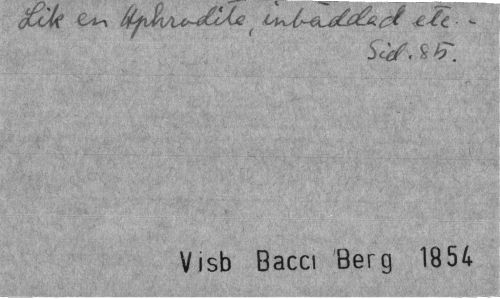 Lik en Aphrodite, inbäddad etc. -
Sid. 85.
Visb Bacci Berg 1854